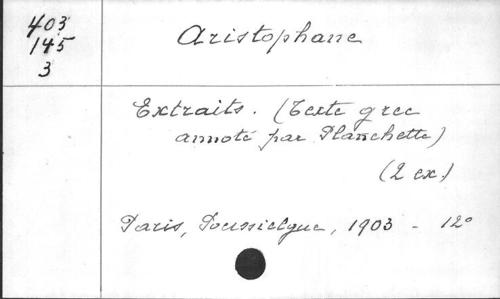 403
145
3
Aristophane
Extraits. (Texte grec
annoté par Planchette)
(2 ex.)
Paris, Poussielgue, 1903 - 12°